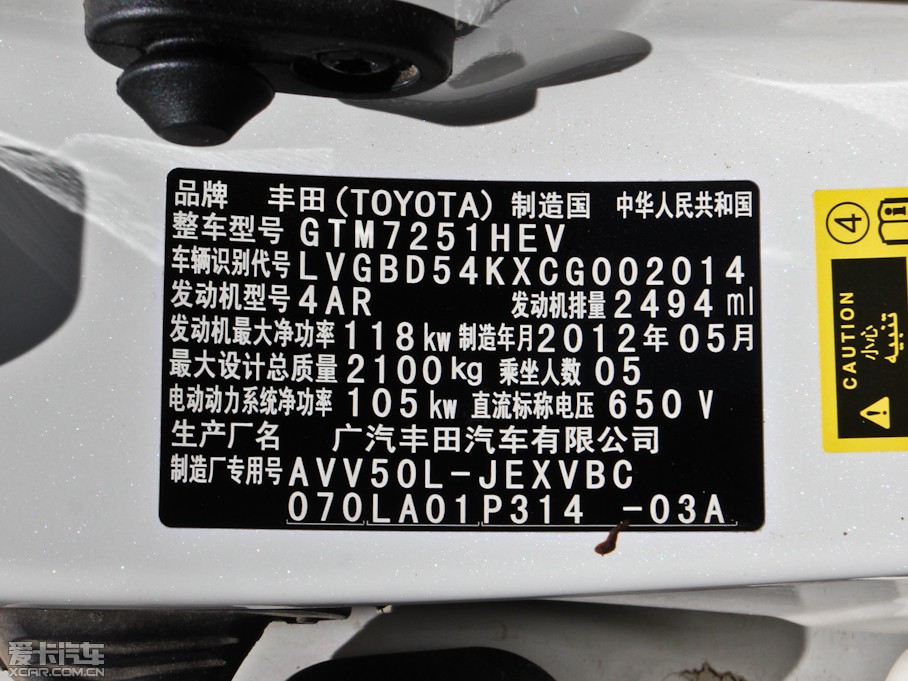 品牌 丰田(TOYOTA) 制造国 中华人民共和国
整车型号 GTM7251HEV
车辆识别代号 LVGBD54KXCG002014
发动机型号 4AR 发动机排量 2494 ml
发动机最大净功率 118 kw 制造年月 2012年 05月
最大设计总质量 2100 kg 乘坐人数 05
电动动力系统净功率 105 kw 直流标称电压 650 V
生产厂名 广汽丰田汽车有限公司
制造厂专用号 AVV50L-JEXVBC
070LA01P314 -03A
4
CAUTION
小心
تنبيه
爱卡汽车
XCAR.COM.CN